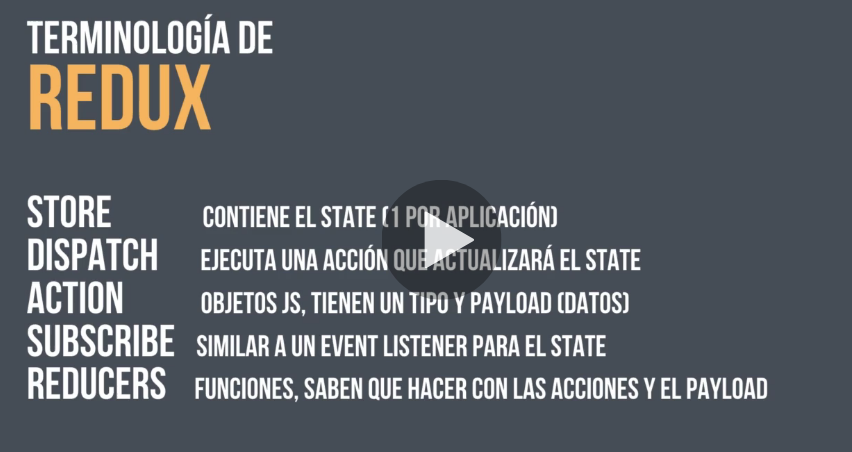 TERMINOLOGÍA DE
REDUX
STORE CONTIENE EL STATE (1 POR APLICACIÓN)
DISPATCH EJECUTA UNA ACCIÓN QUE ACTUALIZARÁ EL STATE
ACTION OBJETOS JS, TIENEN UN TIPO Y PAYLOAD (DATOS)
SUBSCRIBE SIMILAR A UN EVENT LISTENER PARA EL STATE
REDUCERS FUNCIONES, SABEN QUE HACER CON LAS ACCIONES Y EL PAYLOAD